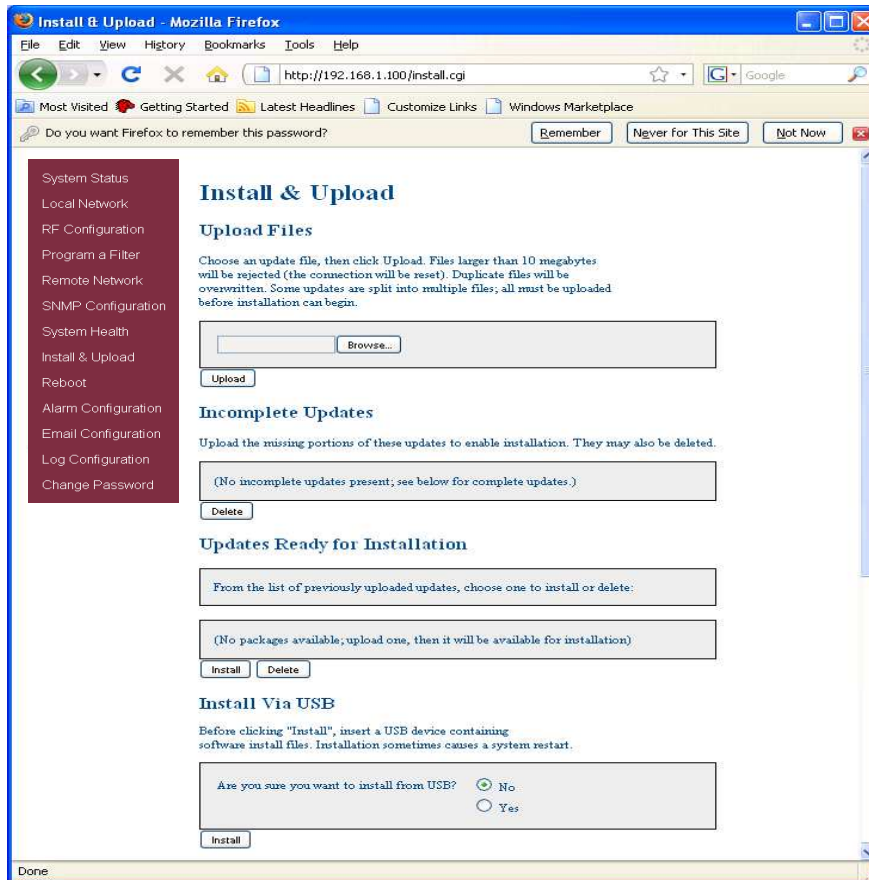 Install & Upload - Mozilla Firefox
File Edit View History Bookmarks Tools Help
http://192.168.1.100/install.cgi
G Google
Most Visited Getting Started Latest Headlines Customize Links Windows Marketplace
Do you want Firefox to remember this password? Remember Never for This Site Not Now
System Status
Local Network
RF Configuration
Program a Filter
Remote Network
SNMP Configuration
System Health
Install & Upload
Reboot
Alarm Configuration
Email Configuration
Log Configuration
Change Password
Install & Upload
Upload Files
Choose an update file, then click Upload. Files larger than 10 megabytes
will be rejected (the connection will be reset). Duplicate files will be
overwritten. Some updates are split into multiple files; all must be uploaded
before installation can begin.
Browse...
Upload
Incomplete Updates
Upload the missing portions of these updates to enable installation. They may also be deleted.
(No incomplete updates present; see below for complete updates.)
Delete
Updates Ready for Installation
From the list of previously uploaded updates, choose one to install or delete:
(No packages available; upload one, then it will be available for installation)
Install Delete
Install Via USB
Before clicking "Install", insert a USB device containing
software install files. Installation sometimes causes a system restart.
Are you sure you want to install from USB? No
Yes
Install
Done